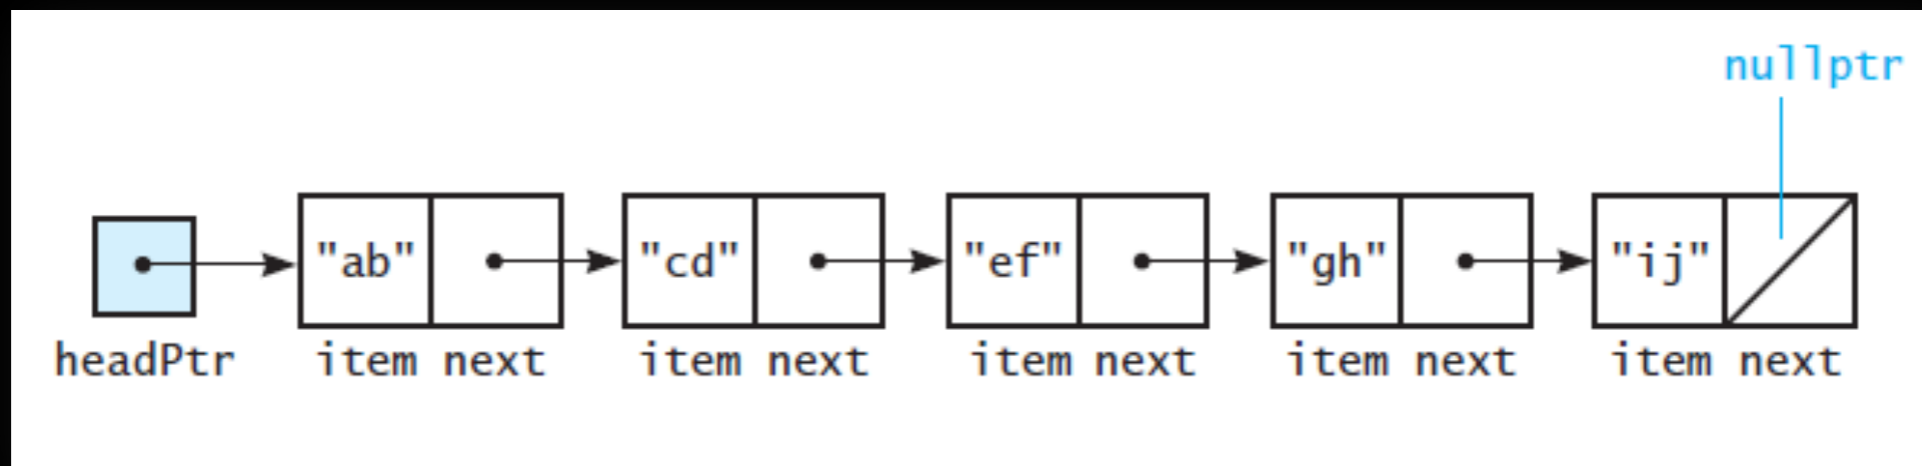 nullptr
"ab" "cd" "ef" "gh" "ij"
headPtr item next item next item next item next item next